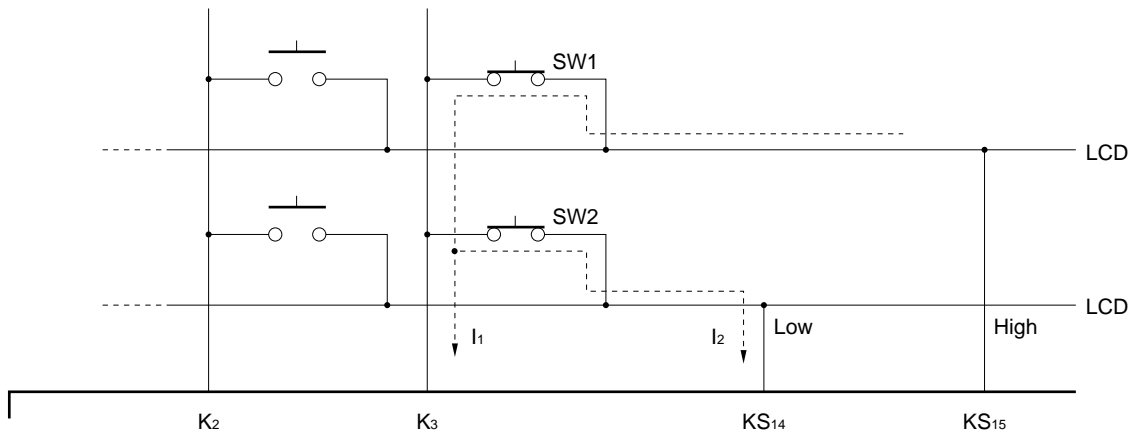 SW1
LCD
SW2
LCD
I₁
I₂
Low
High
K₂
K₃
KS₁₄
KS₁₅